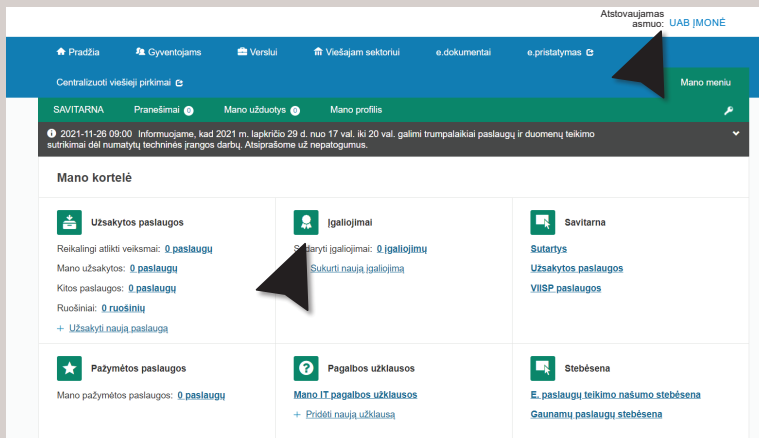 Atstovaujamas
asmuo: UAB ĮMONĖ
Pradžia Gyventojams Verslui Viešajam sektoriui e.dokumentai e.pristatymas
Centralizuoti viešieji pirkimai Mano meniu
SAVITARNA Pranešimai 0 Mano užduotys 0 Mano profilis
2021-11-26 09:00 Informuojame, kad 2021 m. lapkričio 29 d. nuo 17 val. iki 20 val. galimi trumpalaikiai paslaugų ir duomenų teikimo
sutrikimai dėl numatytų techninės įrangos darbų. Atsiprašome už nepatogumus.
Mano kortelė
Užsakytos paslaugos
Reikalingi atlikti veiksmai: 0 paslaugų
Mano užsakytos: 0 paslaugų
Kitos paslaugos: 0 paslaugų
Ruošiniai: 0 ruošinių
+ Užsakyti naują paslaugą
Įgaliojimai
įgaliojimai: 0 įgaliojimų
Sukurti naują įgaliojimą
Savitarna
Sutartys
Užsakytos paslaugos
VIISP paslaugos
Pažymėtos paslaugos
Mano pažymėtos paslaugos: 0 paslaugų
Pagalbos užklausos
Mano IT pagalbos užklausos
+ Pridėti naują užklausą
Stebėsena
E. paslaugų teikimo našumo stebėsena
Gaunamų paslaugų stebėsena